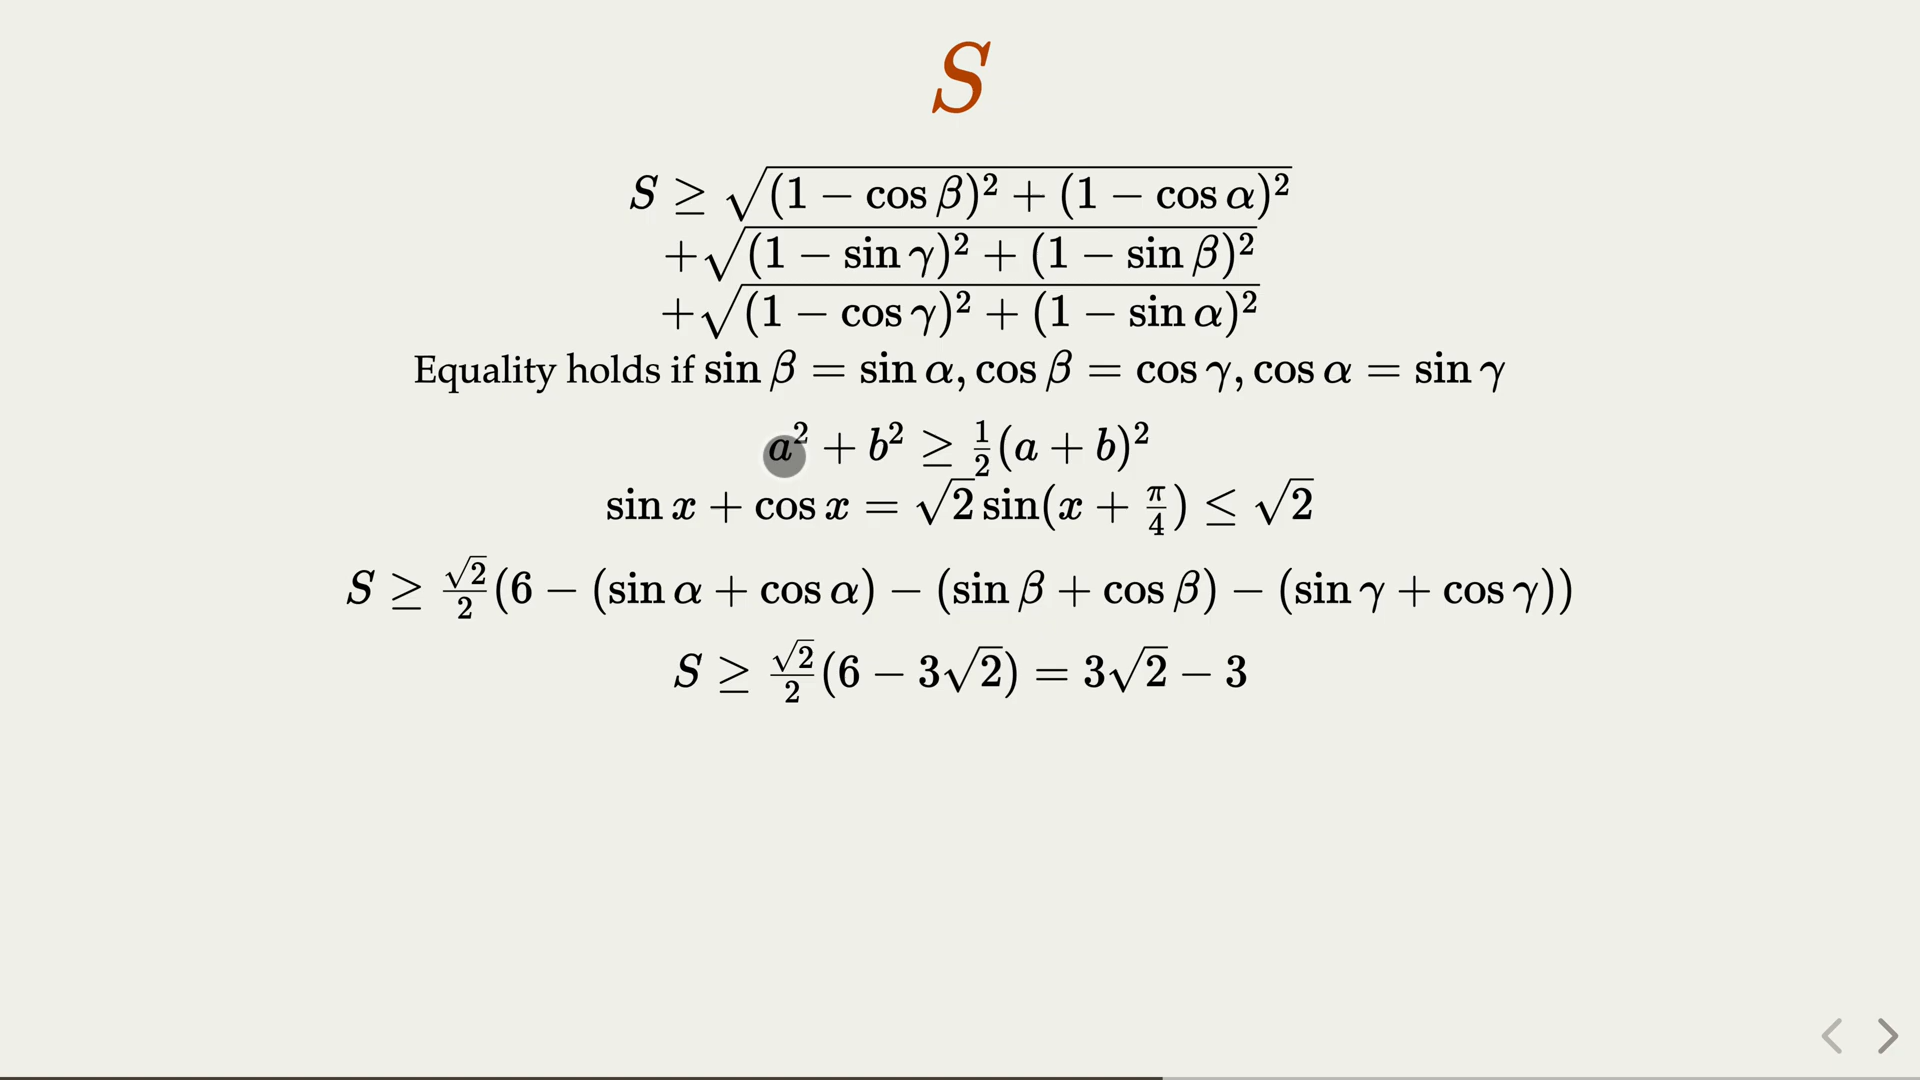 S
S ≥ √((1 − cos β)² + (1 − cos α)²)
+√((1 − sin γ)² + (1 − sin β)²)
+√((1 − cos γ)² + (1 − sin α)²)
Equality holds if sin β = sin α, cos β = cos γ, cos α = sin γ
a² + b² ≥ ½(a + b)²
sin x + cos x = √2 sin(x + π/4) ≤ √2
S ≥ √2/2 (6 − (sin α + cos α) − (sin β + cos β) − (sin γ + cos γ))
S ≥ √2/2 (6 − 3√2) = 3√2 − 3